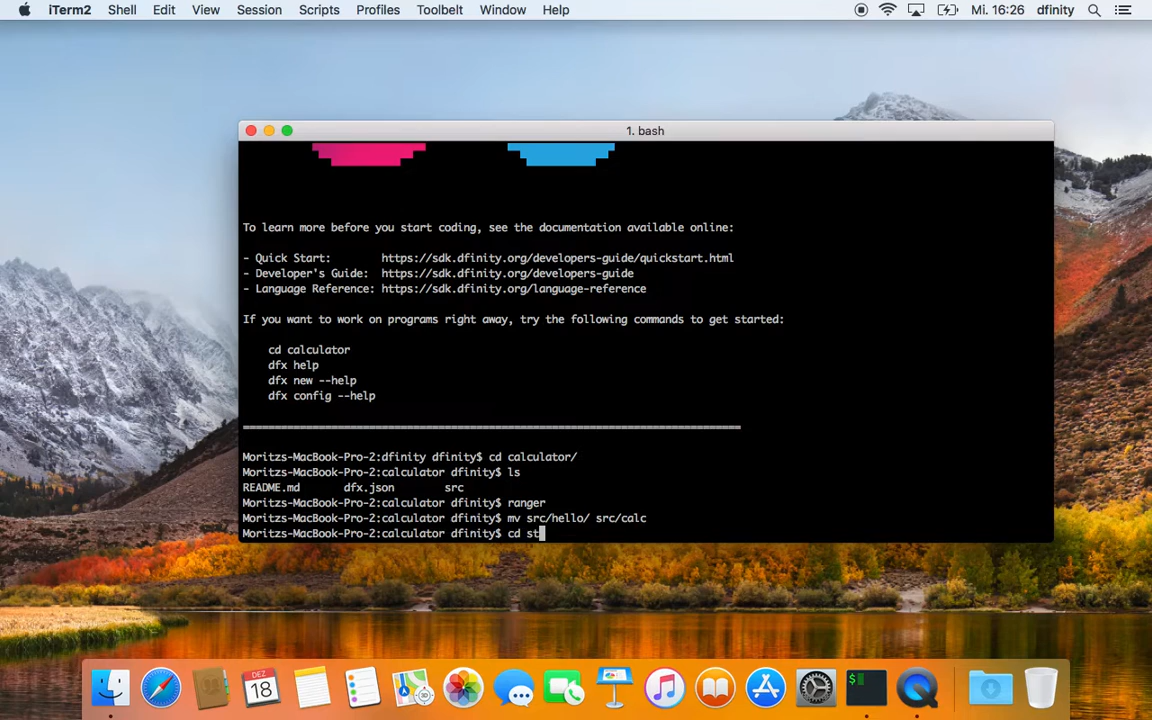 iTerm2 Shell Edit View Session Scripts Profiles Toolbelt Window Help Mi. 16:26 dfinity
1. bash
To learn more before you start coding, see the documentation available online:
- Quick Start: https://sdk.dfinity.org/developers-guide/quickstart.html
- Developer's Guide: https://sdk.dfinity.org/developers-guide
- Language Reference: https://sdk.dfinity.org/language-reference
If you want to work on programs right away, try the following commands to get started:
cd calculator
dfx help
dfx new --help
dfx config --help
================================================================================
Moritzs-MacBook-Pro-2:dfinity dfinity$ cd calculator/
Moritzs-MacBook-Pro-2:calculator dfinity$ ls
README.md dfx.json src
Moritzs-MacBook-Pro-2:calculator dfinity$ ranger
Moritzs-MacBook-Pro-2:calculator dfinity$ mv src/hello/ src/calc
Moritzs-MacBook-Pro-2:calculator dfinity$ cd st
DEZ
18
$